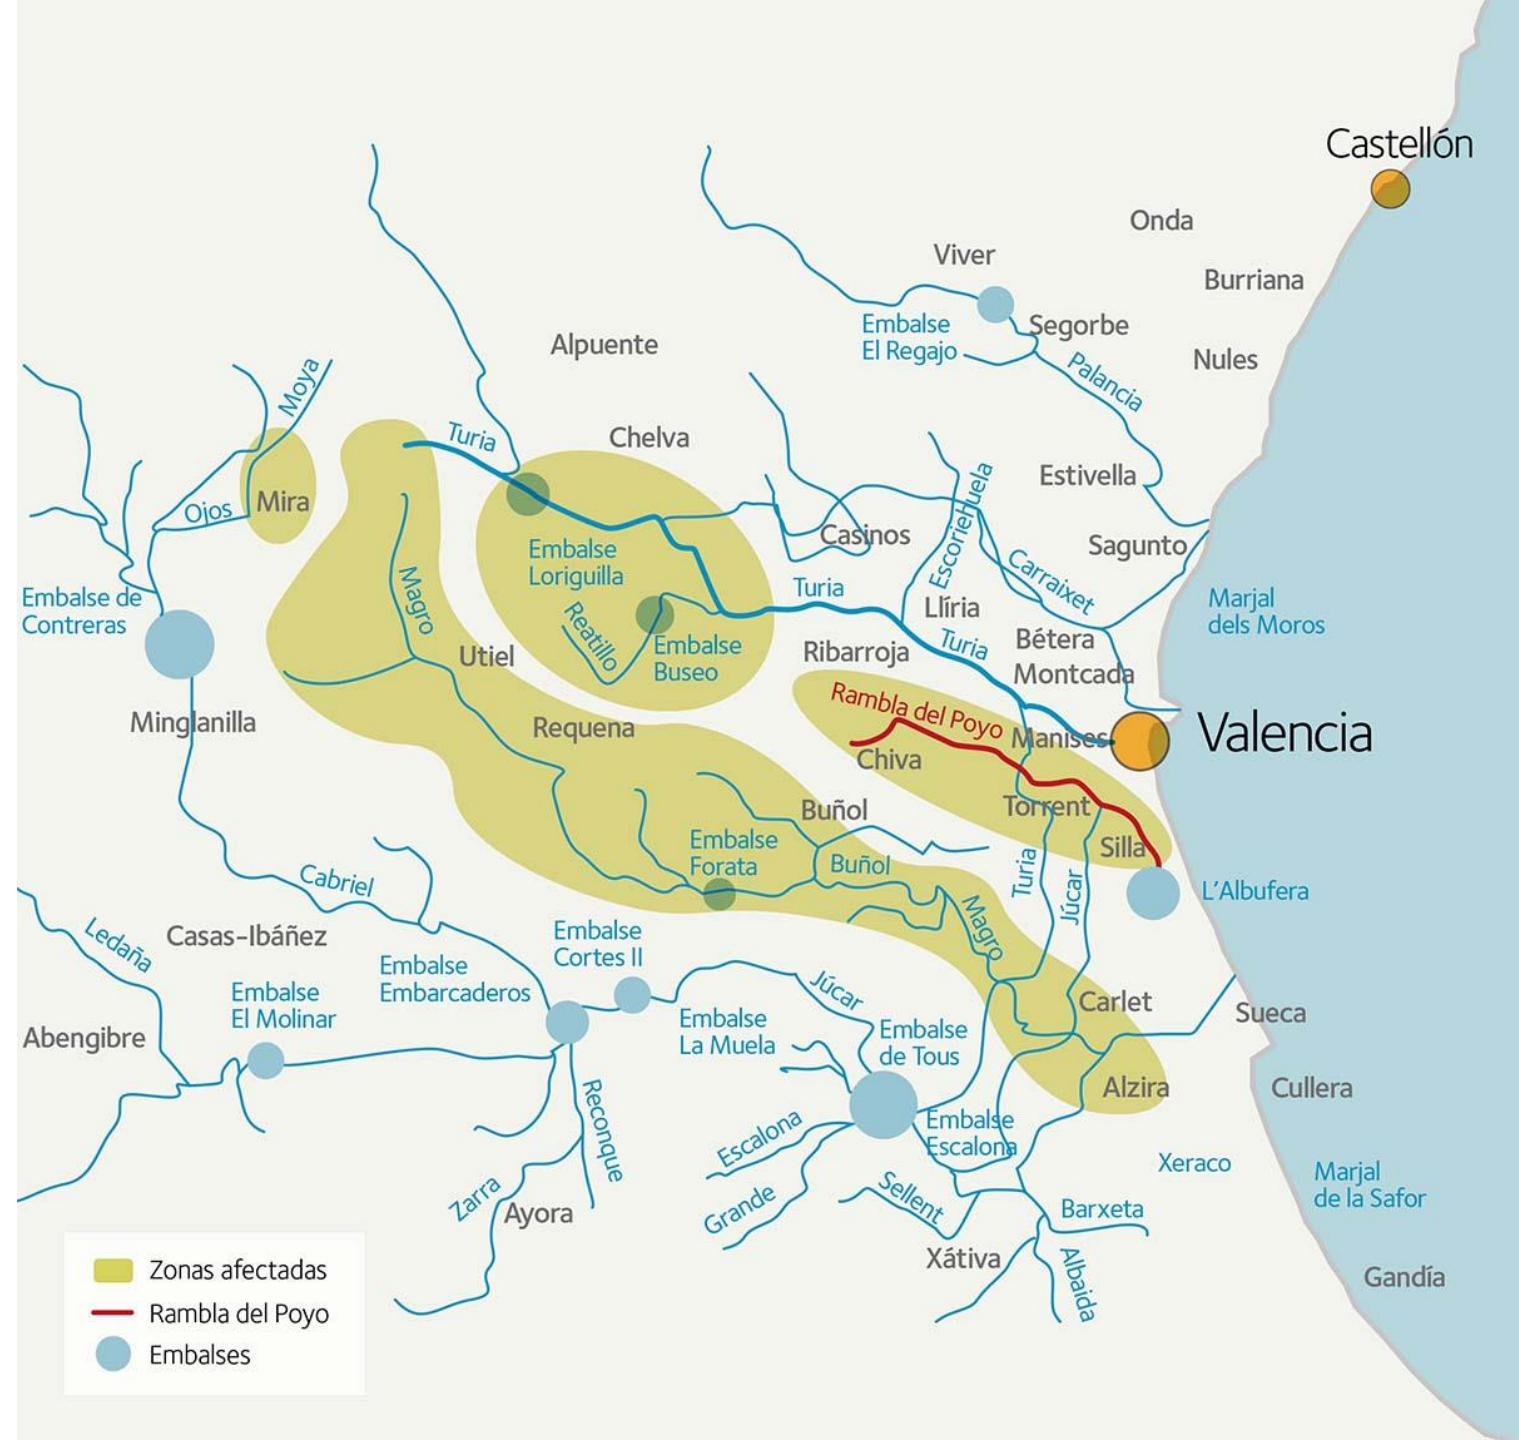 Castellón
Onda
Viver
Burriana
Embalse
El Regajo
Segorbe
Alpuente
Nules
Palancia
Moya
Turia
Chelva
Estivella
Ojos
Mira
Escoriehuela
Casinos
Sagunto
Embalse
Loriguilla
Magro
Carraixet
Turia
Embalse de
Contreras
Marjal
dels Moros
Llíria
Reatillo
Utiel
Embalse
Buseo
Ribarroja
Turia
Bétera
Montcada
Minglanilla
Requena
Rambla del Poyo
Manises
Valencia
Chiva
Buñol
Torrent
Embalse
Forata
Buñol
Silla
Turia
Júcar
L'Albufera
Cabriel
Ledaña
Casas-Ibáñez
Embalse
Cortes II
Magro
Embalse
Embarcaderos
Embalse
El Molinar
Júcar
Carlet
Sueca
Abengibre
Embalse
La Muela
Embalse
de Tous
Alzira
Cullera
Reconque
Escalona
Embalse
Escalona
Xeraco
Marjal
de la Safor
Zarra
Ayora
Grande
Sellent
Barxeta
Xátiva
Albaida
Gandía
Zonas afectadas
Rambla del Poyo
Embalses